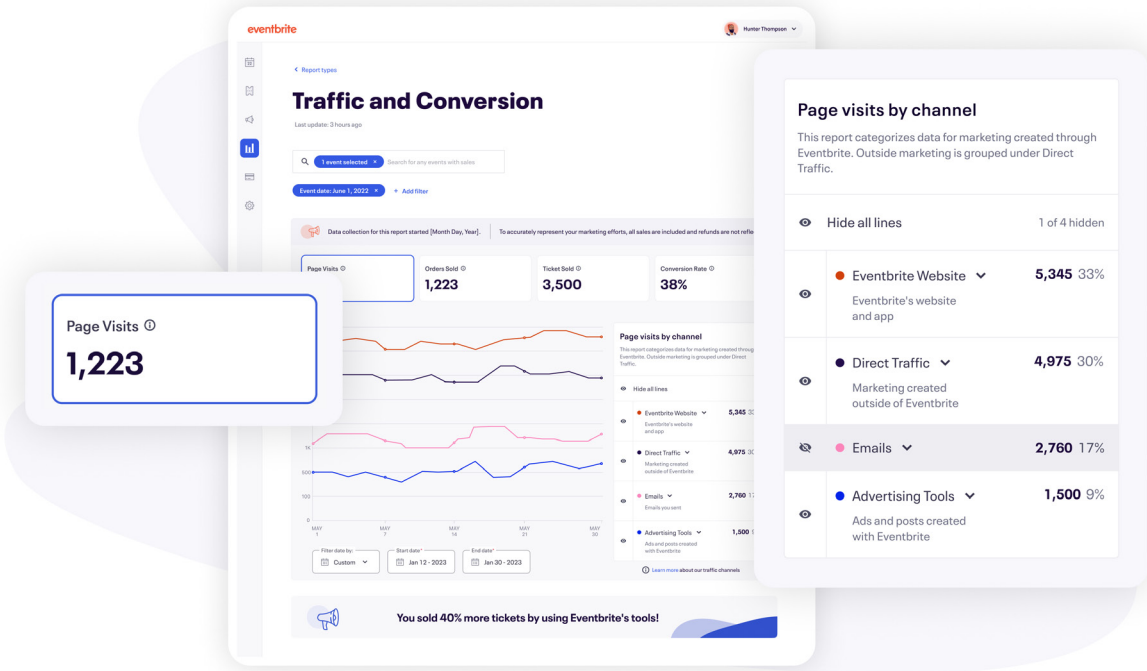 eventbrite
Hunter Thompson
Report types
Traffic and Conversion
Last update: 3 hours ago
1 event selected ×
Search for any events with sales
Event date: June 1, 2022 ×
+ Add filter
Data collection for this report started [Month Day, Year].
To accurately represent your marketing efforts, all sales are included and refunds are not
Page Visits
Orders Sold
1,223
Ticket Sold
3,500
Conversion Rate
38%
Page Visits
1,223
1K
500
100
0
MAY
1
MAY
7
MAY
14
MAY
21
MAY
30
Page visits by channel
This report categorizes data for marketing created through
Eventbrite. Outside marketing is grouped under Direct
Traffic.
Hide all lines
Eventbrite Website
5,345
Eventbrite's website
and app
Direct Traffic
4,975
Marketing created
outside of Eventbrite
Emails
2,760
Emails you sent
Advertising Tools
1,500
Ads and posts created
with Eventbrite
Filter date by:
Custom
Start date*
Jan 12 - 2023
End date*
Jan 30 - 2023
Learn more about our traffic channels
You sold 40% more tickets by using Eventbrite's tools!
Page visits by channel
This report categorizes data for marketing created through
Eventbrite. Outside marketing is grouped under Direct
Traffic.
Hide all lines
1 of 4 hidden
Eventbrite Website
5,345 33%
Eventbrite's website
and app
Direct Traffic
4,975 30%
Marketing created
outside of Eventbrite
Emails
2,760 17%
Advertising Tools
1,500 9%
Ads and posts created
with Eventbrite